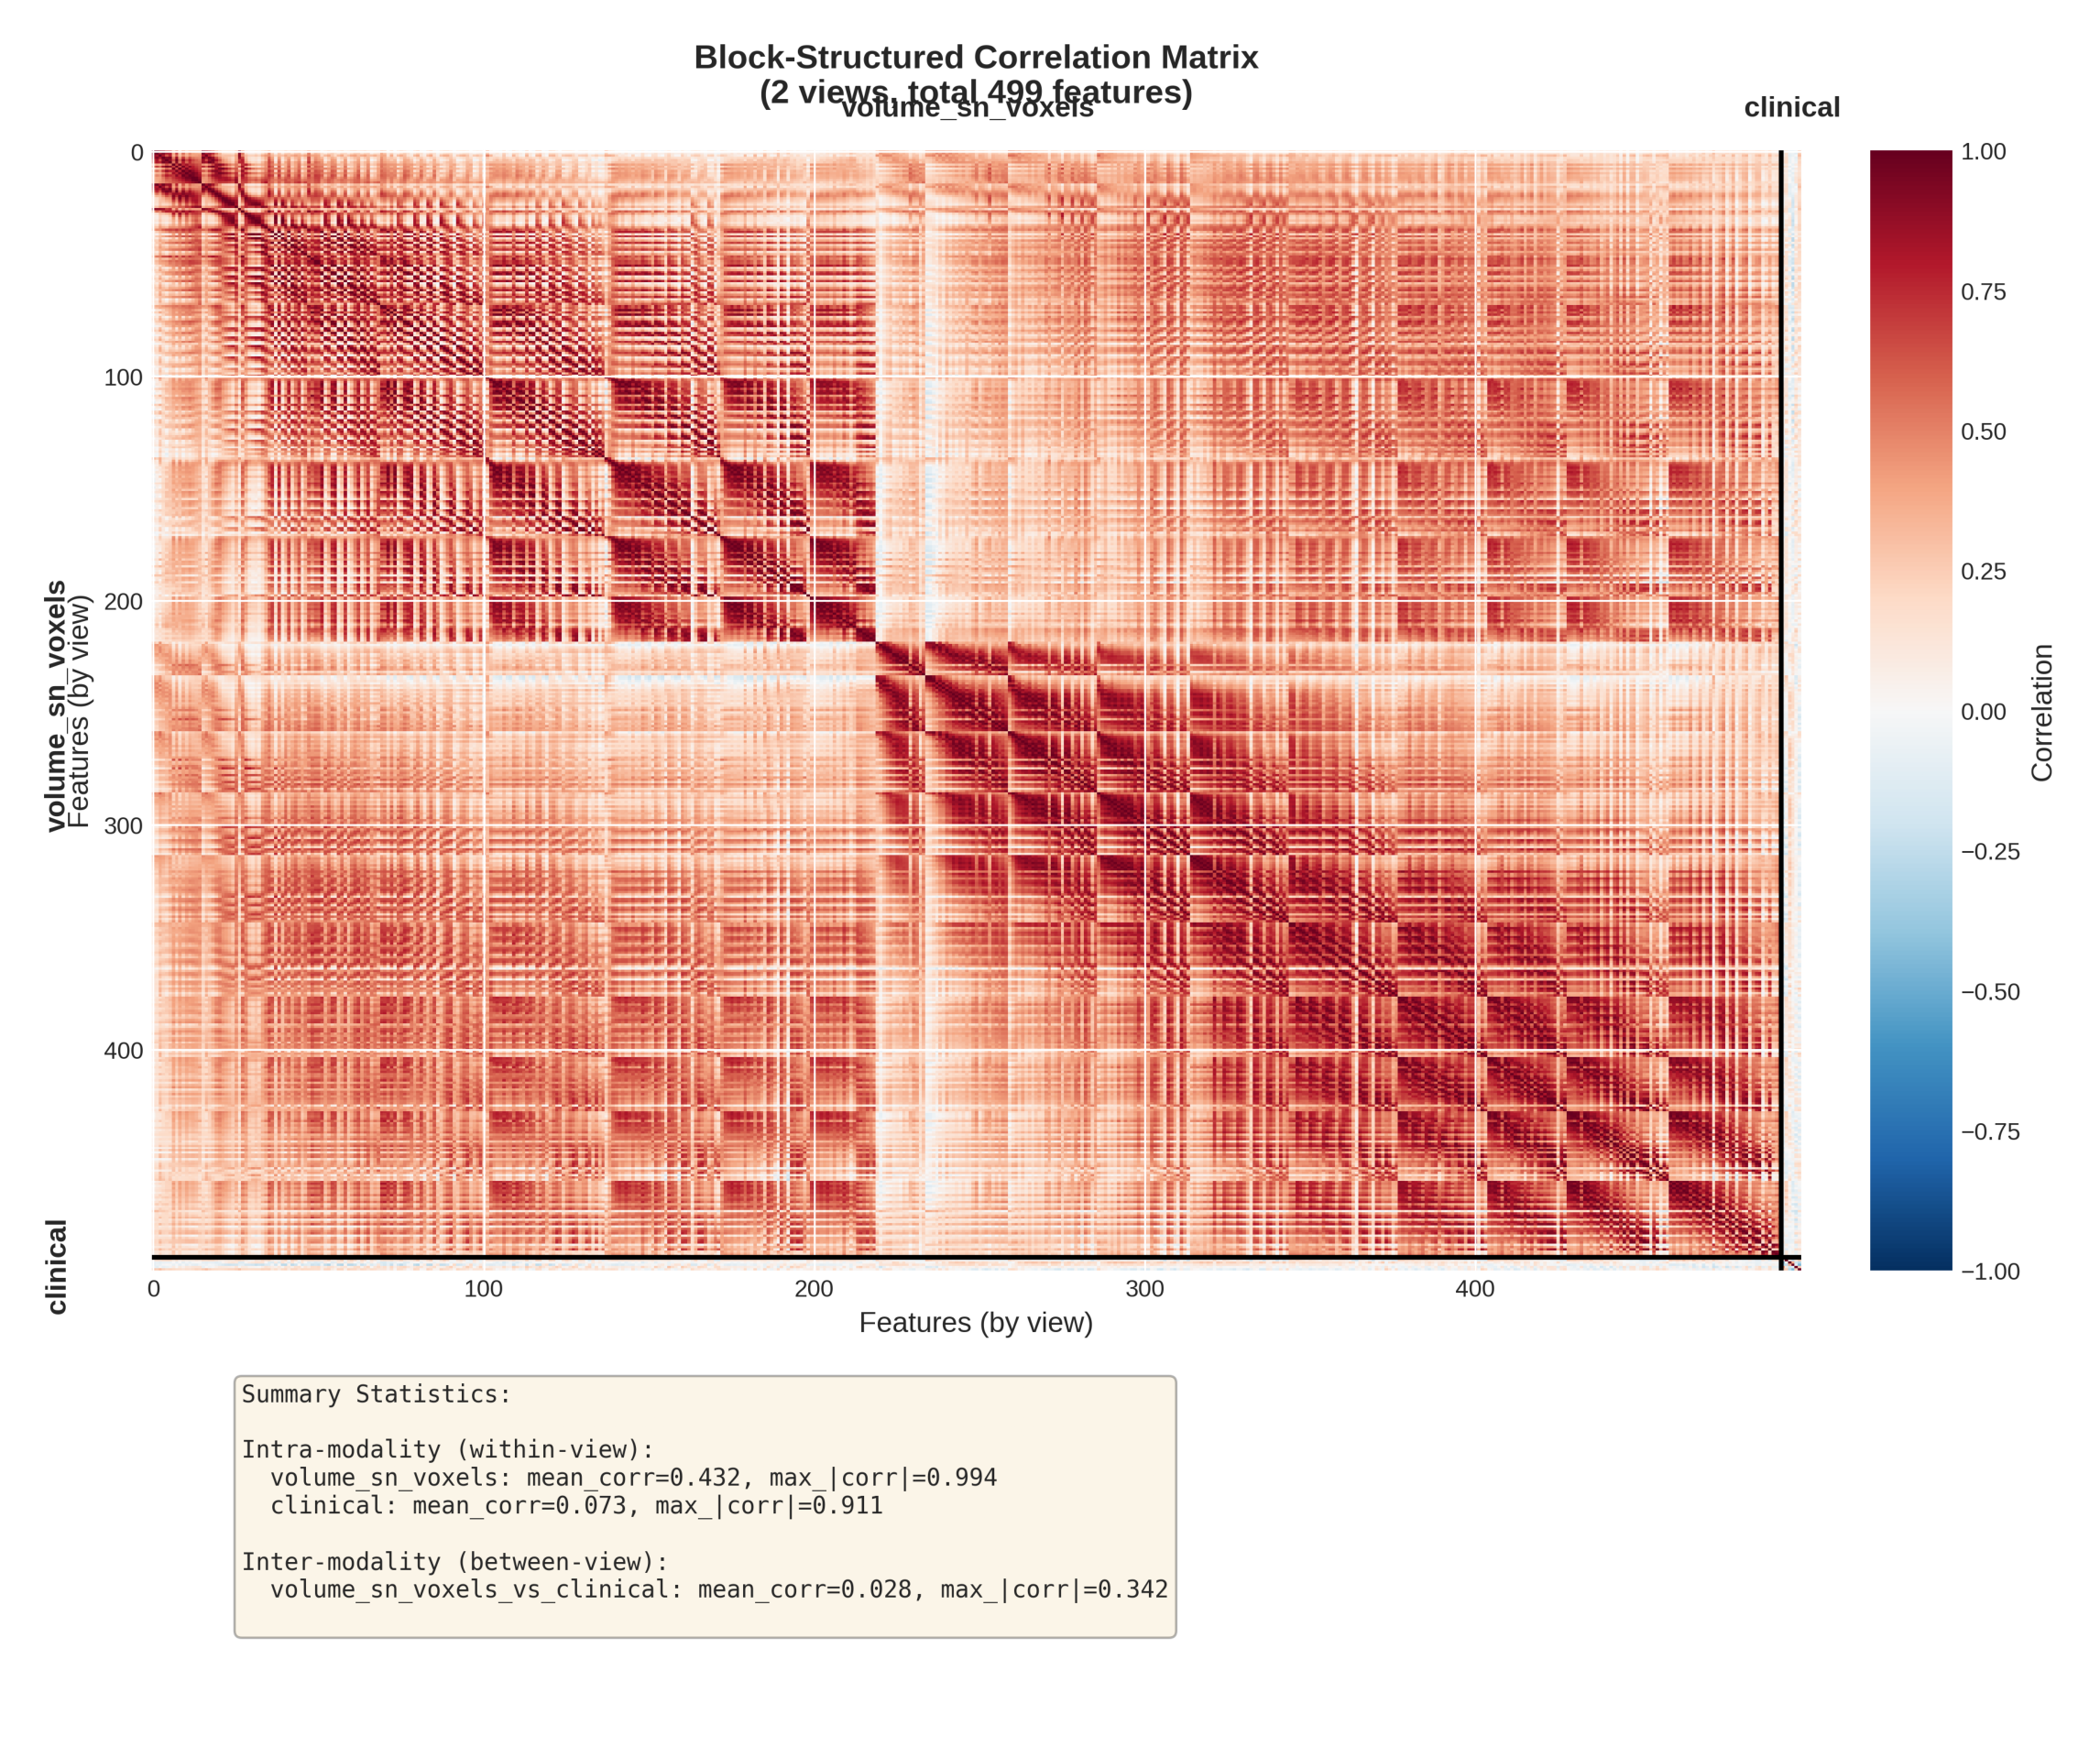 Block-Structured Correlation Matrix
(2 views, total 499 features)
volume_sn_voxels
clinical
0
100
200
300
400
volume_sn_voxels
Features (by view)
clinical
0
100
200
300
400
Features (by view)
1.00
0.75
0.50
0.25
0.00
−0.25
−0.50
−0.75
−1.00
Correlation
Summary Statistics:
Intra-modality (within-view):
volume_sn_voxels: mean_corr=0.432, max_|corr|=0.994
clinical: mean_corr=0.073, max_|corr|=0.911
Inter-modality (between-view):
volume_sn_voxels_vs_clinical: mean_corr=0.028, max_|corr|=0.342